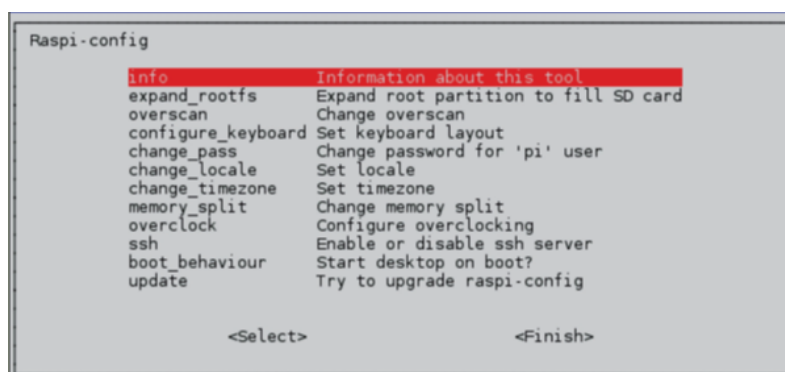 Raspi-config
info Information about this tool
expand_rootfs Expand root partition to fill SD card
overscan Change overscan
configure_keyboard Set keyboard layout
change_pass Change password for 'pi' user
change_locale Set locale
change_timezone Set timezone
memory_split Change memory split
overclock Configure overclocking
ssh Enable or disable ssh server
boot_behaviour Start desktop on boot?
update Try to upgrade raspi-config
<Select> <Finish>